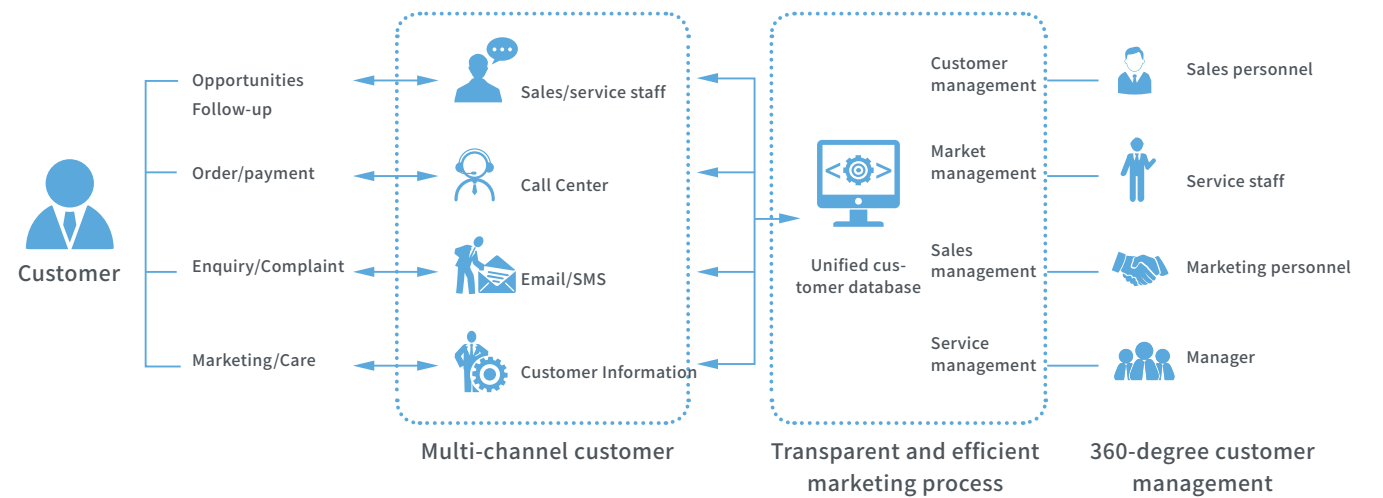 Customer
Opportunities
Follow-up
Order/payment
Enquiry/Complaint
Marketing/Care
Sales/service staff
Call Center
Email/SMS
Customer Information
Multi-channel customer
Unified cus-
tomer database
Customer
management
Market
management
Sales
management
Service
management
Transparent and efficient
marketing process
Sales personnel
Service staff
Marketing personnel
Manager
360-degree customer
management